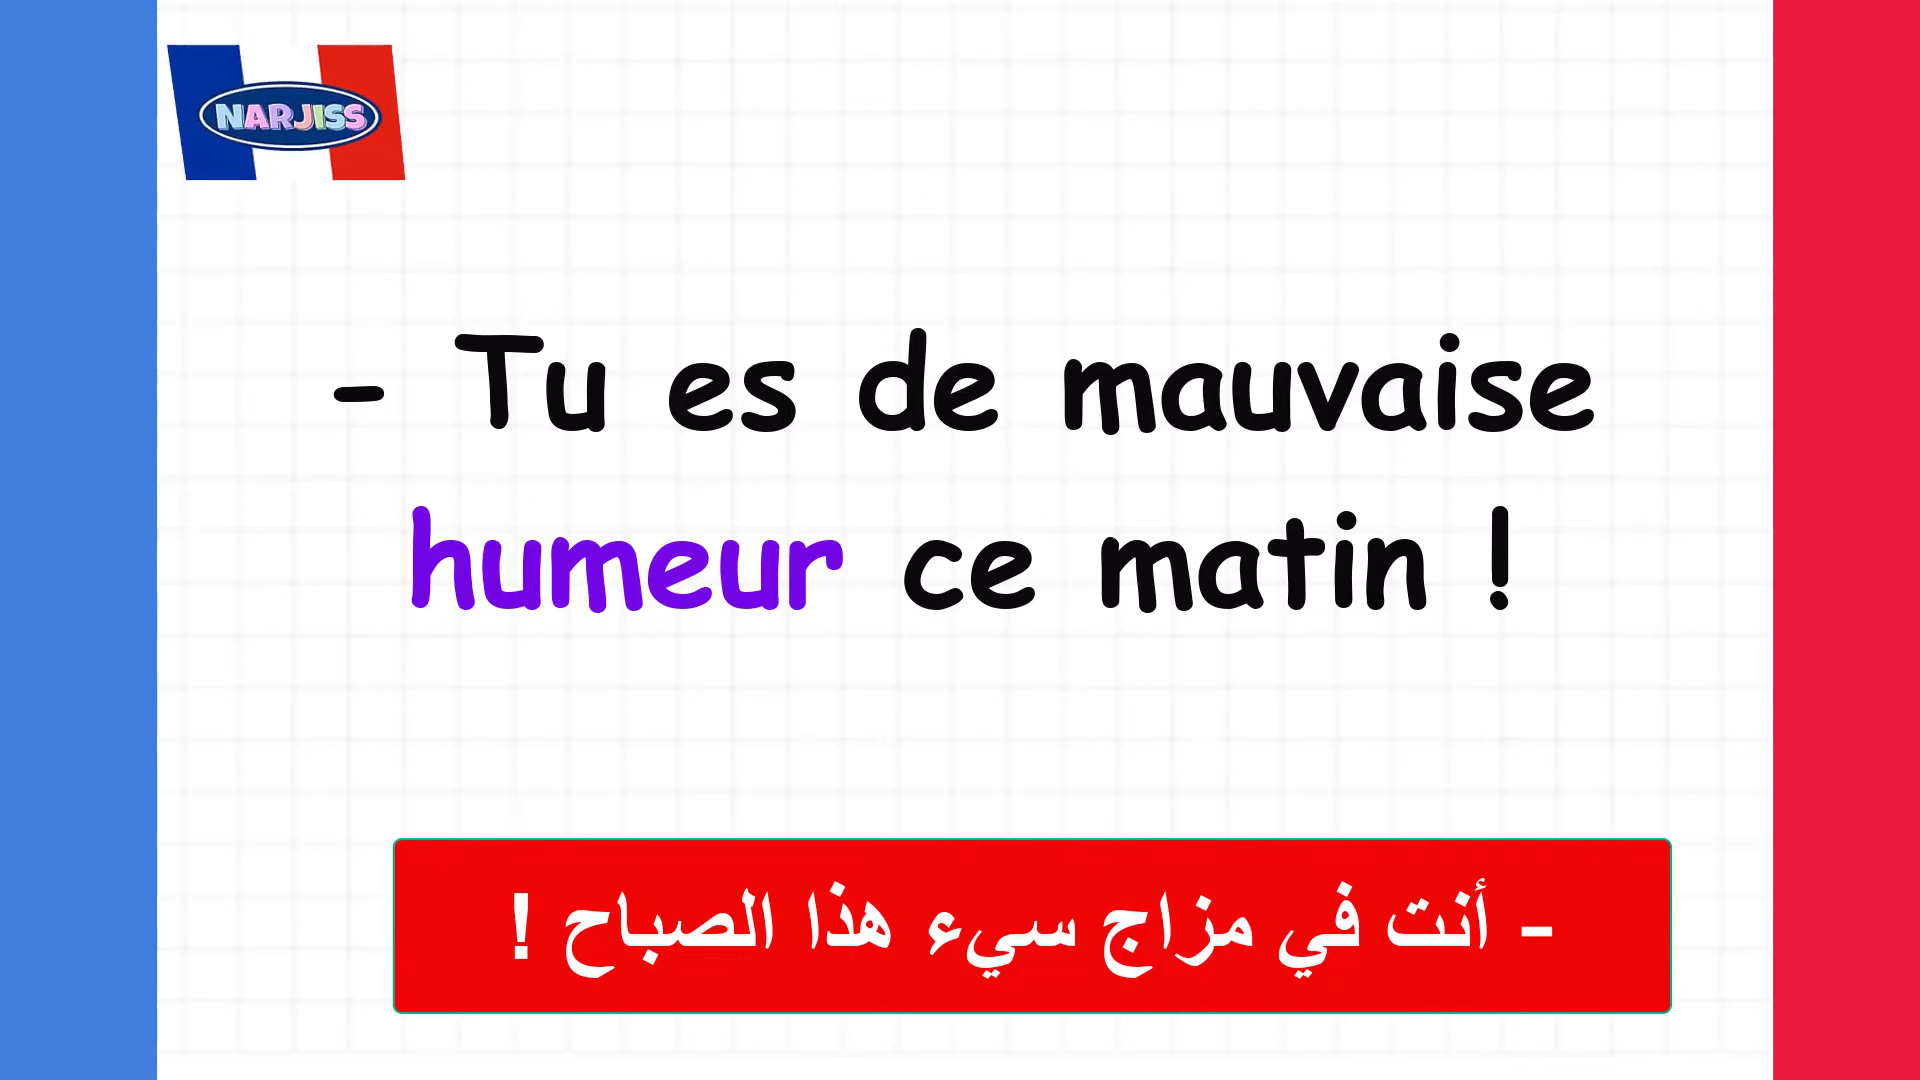 NARJISS
- Tu es de mauvaise
humeur ce matin !
- أنت في مزاج سيء هذا الصباح !